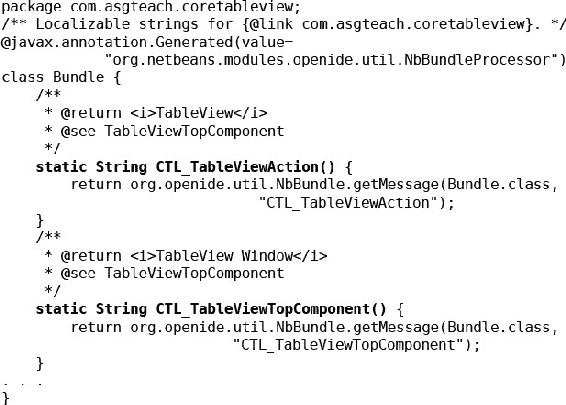 package com.asgteach.coretableview;
/** Localizable strings for {@link com.asgteach.coretableview}. */
@javax.annotation.Generated(value=
            "org.netbeans.modules.openide.util.NbBundleProcessor")
class Bundle {
    /**
     * @return <i>TableView</i>
     * @see TableViewTopComponent
     */
    static String CTL_TableViewAction() {
        return org.openide.util.NbBundle.getMessage(Bundle.class,
                              "CTL_TableViewAction");
    }
    /**
     * @return <i>TableView Window</i>
     * @see TableViewTopComponent
     */
    static String CTL_TableViewTopComponent() {
        return org.openide.util.NbBundle.getMessage(Bundle.class,
                           "CTL_TableViewTopComponent");
    }
. . .
}